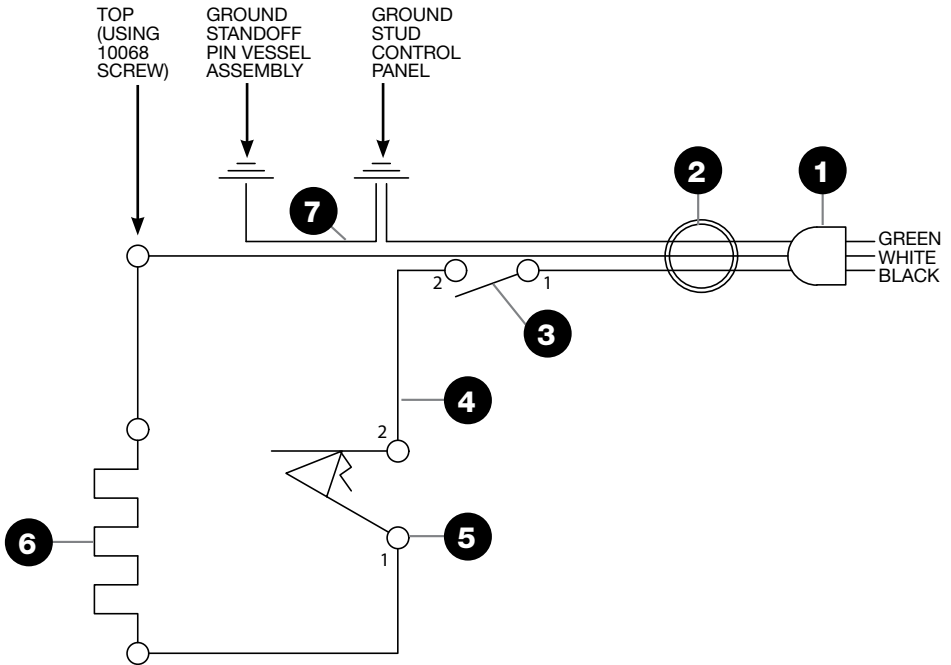 TOP
(USING
10068
SCREW)
GROUND
STANDOFF
PIN VESSEL
ASSEMBLY
GROUND
STUD
CONTROL
PANEL
7
2
1
GREEN
WHITE
BLACK
2
1
3
4
2
5
1
6